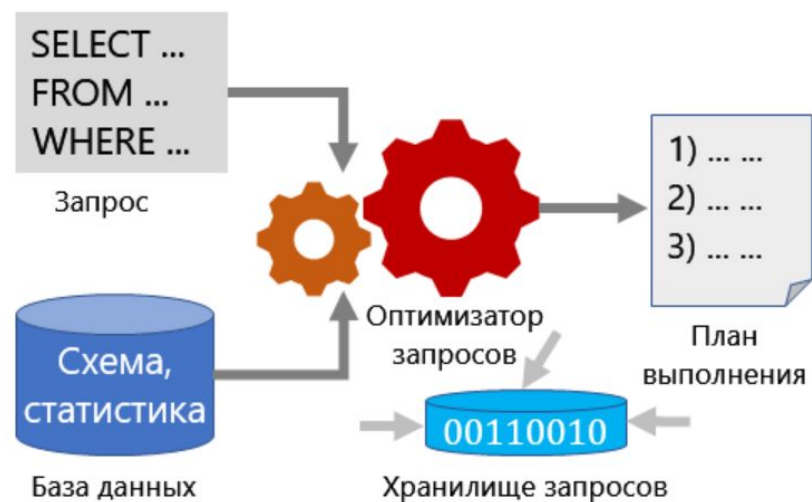 SELECT ...
FROM ...
WHERE ...
Запрос
1) ... ...
2) ... ...
3) ... ...
Оптимизатор
запросов
План
выполнения
Схема,
статистика
База данных
00110010
Хранилище запросов